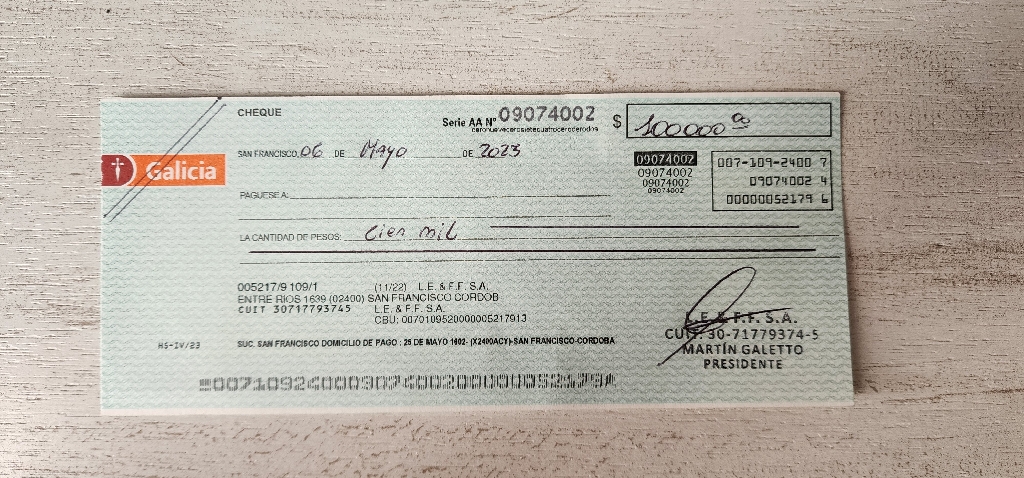 CHEQUE
Serie AA Nº 09074002
ceronuevecerosietecuatrocerocerodos
$ 100000 00
SAN FRANCISCO, 06 DE Mayo DE 2023
Galicia
09074002
09074002
09074002
09074002
007-109-2400 7
09074002 4
00000052179 6
PAGUESE A:
LA CANTIDAD DE PESOS: Cien mil
005217/9 109/1 (11/22) L.E. & F.F. S.A.
ENTRE RIOS 1639 (02400) SAN FRANCISCO CORDOB
CUIT 30717793745 L.E. & F.F. S.A.
CBU: 0070109520000005217913
L.E & F.F. S.A.
CUIT: 30-71779374-5
MARTÍN GALETTO
PRESIDENTE
HS-IV/23
SUC. SAN FRANCISCO DOMICILIO DE PAGO : 25 DE MAYO 1602- (X2400ACY)-SAN FRANCISCO-CORDOBA